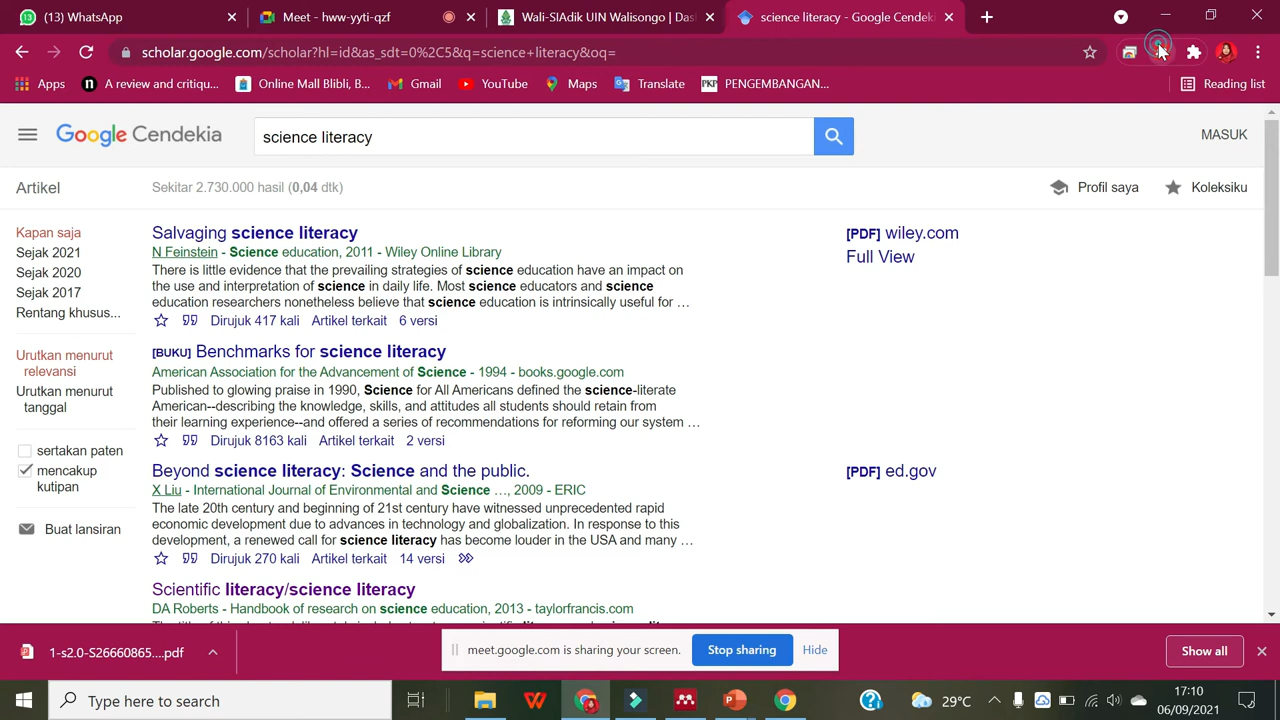 (13) WhatsApp
Meet - hww-yyti-qzf
Wali-SIAdik UIN Walisongo | Das
science literacy - Google Cendeki
scholar.google.com/scholar?hl=id&as_sdt=0%2C5&q=science+literacy&oq=
Apps
A review and critiqu...
Online Mall Blibli, B...
Gmail
YouTube
Maps
Translate
PKP PENGEMBANGAN...
Reading list
Google Cendekia
science literacy
MASUK
Artikel
Sekitar 2.730.000 hasil (0,04 dtk)
Profil saya
Koleksiku
Kapan saja
Sejak 2021
Sejak 2020
Sejak 2017
Rentang khusus...
Urutkan menurut
relevansi
Urutkan menurut
tanggal
sertakan paten
mencakup
kutipan
Buat lansiran
Salvaging science literacy
N Feinstein - Science education, 2011 - Wiley Online Library
There is little evidence that the prevailing strategies of science education have an impact on
the use and interpretation of science in daily life. Most science educators and science
education researchers nonetheless believe that science education is intrinsically useful for ...
Dirujuk 417 kali Artikel terkait 6 versi
[PDF] wiley.com
Full View
[BUKU] Benchmarks for science literacy
American Association for the Advancement of Science - 1994 - books.google.com
Published to glowing praise in 1990, Science for All Americans defined the science-literate
American--describing the knowledge, skills, and attitudes all students should retain from
their learning experience--and offered a series of recommendations for reforming our system ...
Dirujuk 8163 kali Artikel terkait 2 versi
Beyond science literacy: Science and the public.
X Liu - International Journal of Environmental and Science ..., 2009 - ERIC
The late 20th century and beginning of 21st century have witnessed unprecedented rapid
economic development due to advances in technology and globalization. In response to this
development, a renewed call for science literacy has become louder in the USA and many ...
Dirujuk 270 kali Artikel terkait 14 versi
[PDF] ed.gov
Scientific literacy/science literacy
DA Roberts - Handbook of research on science education, 2013 - taylorfrancis.com
1-s2.0-S26660865....pdf
meet.google.com is sharing your screen.
Stop sharing
Hide
Show all
Type here to search
29°C
17:10
06/09/2021